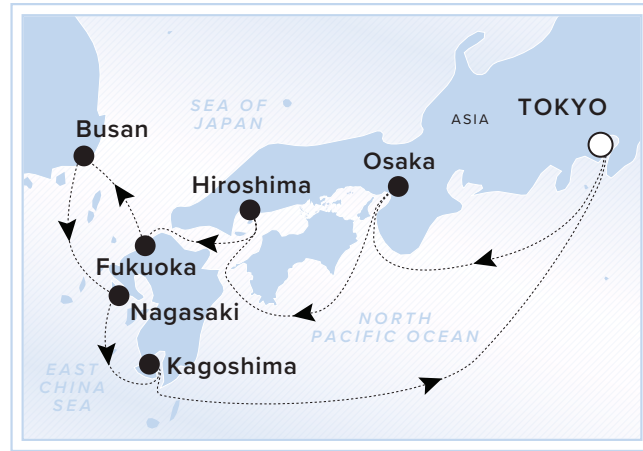 SEA OF
JAPAN
ASIA
TOKYO
Busan
Osaka
Hiroshima
Fukuoka
Nagasaki
NORTH
PACIFIC OCEAN
Kagoshima
EAST
CHINA
SEA